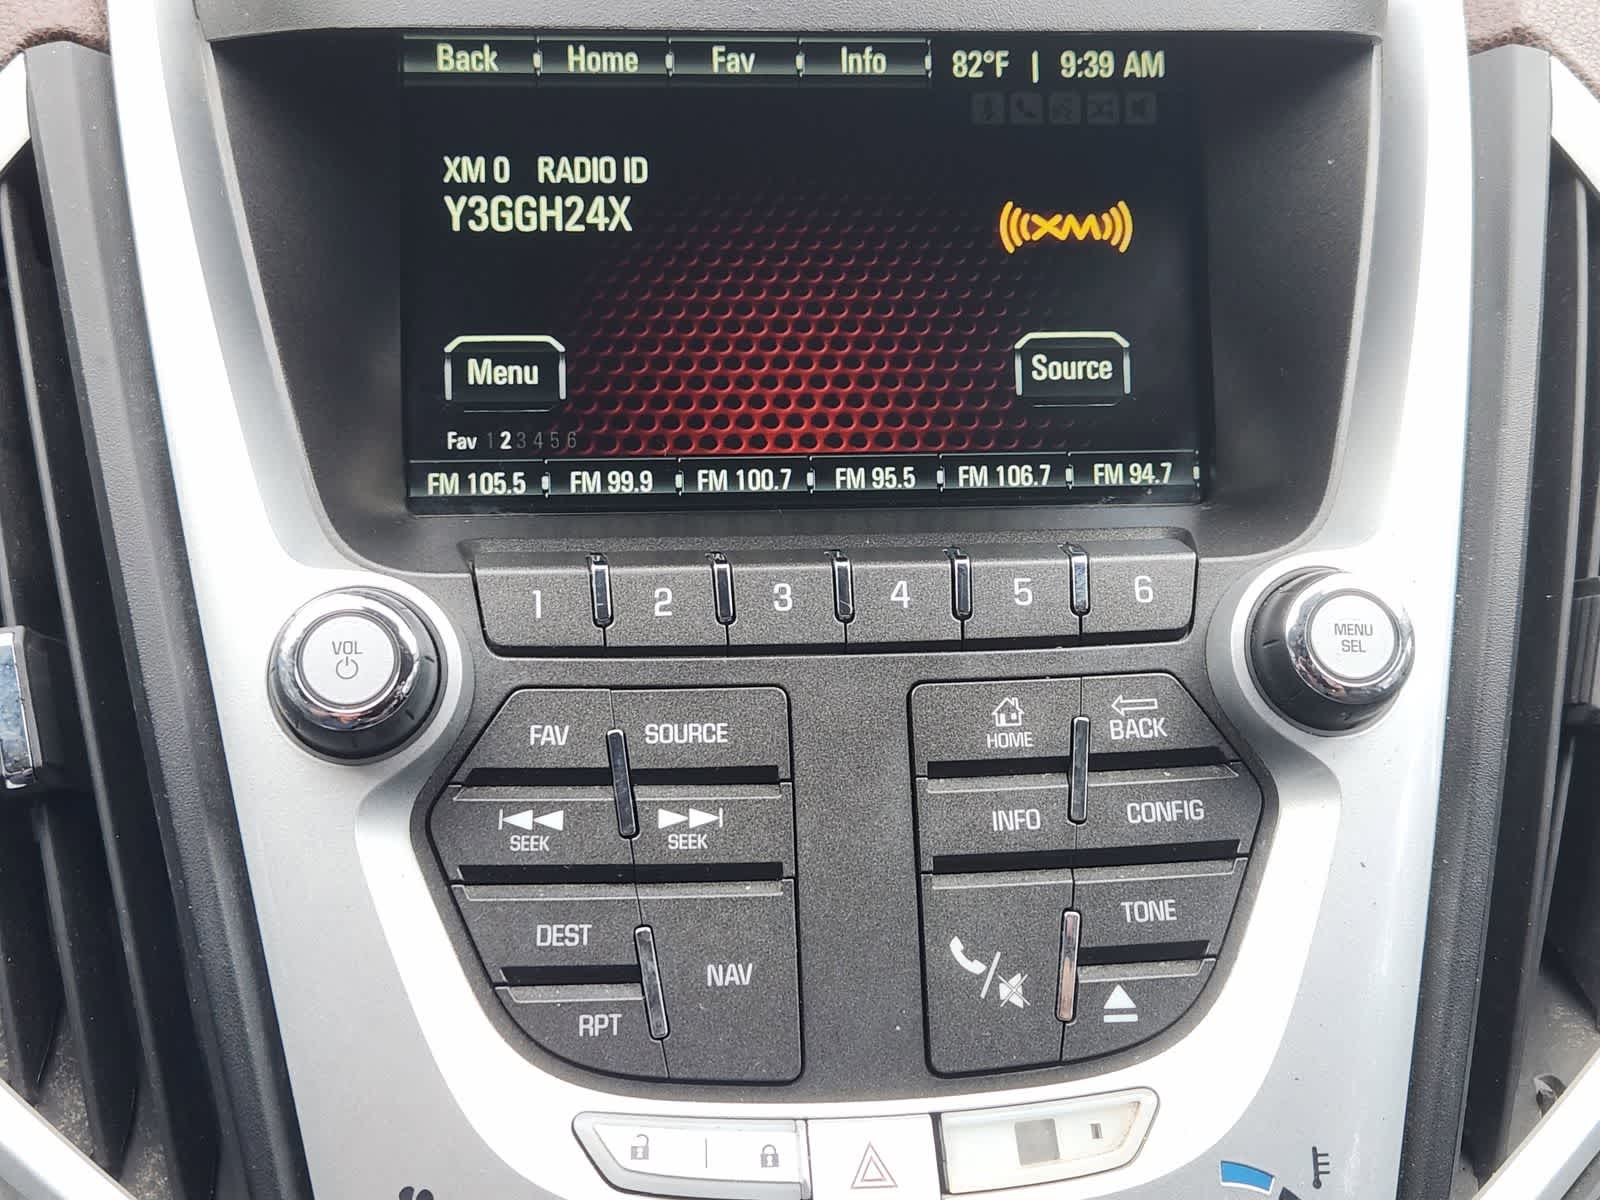 Back Home Fav Info 82°F | 9:39 AM
XM 0 RADIO ID
Y3GGH24X
XM
Menu Source
Fav 1 2 3 4 5 6
FM 105.5 FM 99.9 FM 100.7 FM 95.5 FM 106.7 FM 94.7
1 2 3 4 5 6
VOL
MENU
SEL
FAV SOURCE
SEEK SEEK
DEST
NAV
RPT
HOME
BACK
INFO CONFIG
TONE